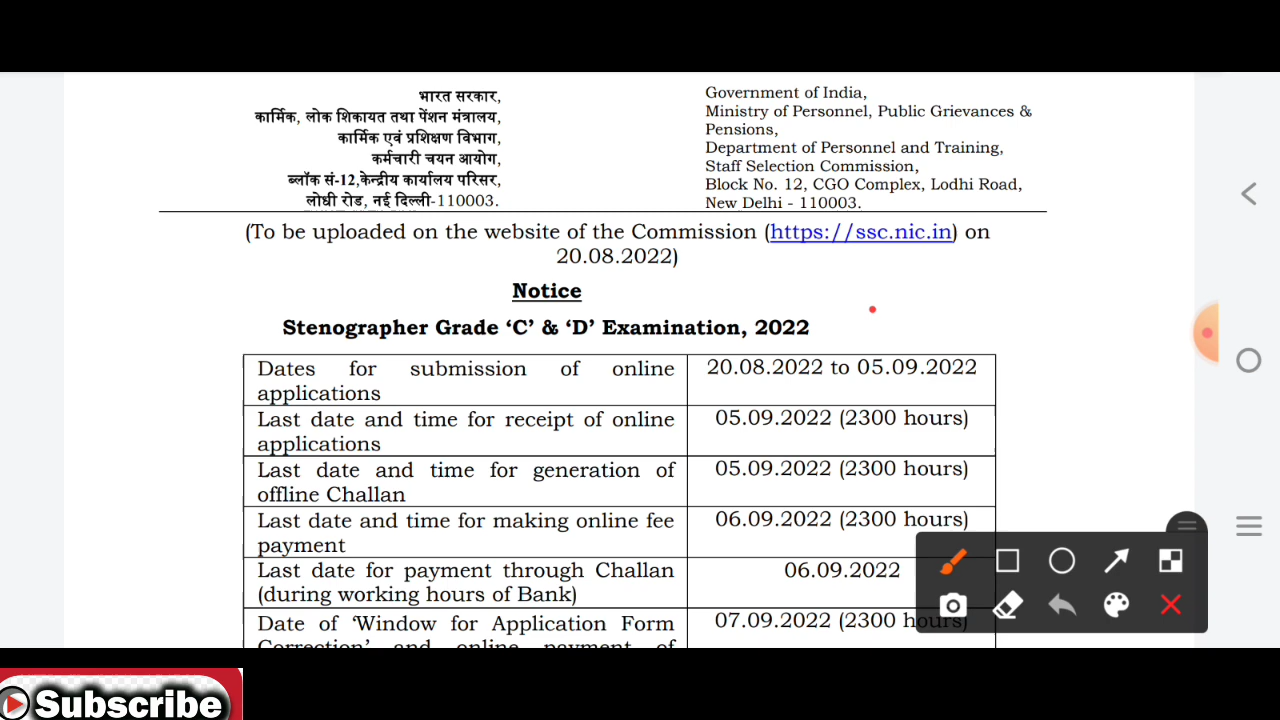 भारत सरकार,
कार्मिक, लोक शिकायत तथा पेंशन मंत्रालय,
कार्मिक एवं प्रशिक्षण विभाग,
कर्मचारी चयन आयोग,
ब्लॉक सं-12,केन्द्रीय कार्यालय परिसर,
लोधी रोड, नई दिल्ली-110003.
Government of India,
Ministry of Personnel, Public Grievances &
Pensions,
Department of Personnel and Training,
Staff Selection Commission,
Block No. 12, CGO Complex, Lodhi Road,
New Delhi - 110003.
(To be uploaded on the website of the Commission (https://ssc.nic.in) on
20.08.2022)
Notice
Stenographer Grade ‘C’ & ‘D’ Examination, 2022
Dates for submission of online
applications
20.08.2022 to 05.09.2022
Last date and time for receipt of online
applications
05.09.2022 (2300 hours)
Last date and time for generation of
offline Challan
05.09.2022 (2300 hours)
Last date and time for making online fee
payment
06.09.2022 (2300 hours)
Last date for payment through Challan
(during working hours of Bank)
06.09.2022
Date of ‘Window for Application Form
Correction’ and online payment of
07.09.2022 (2300 hours)
Subscribe